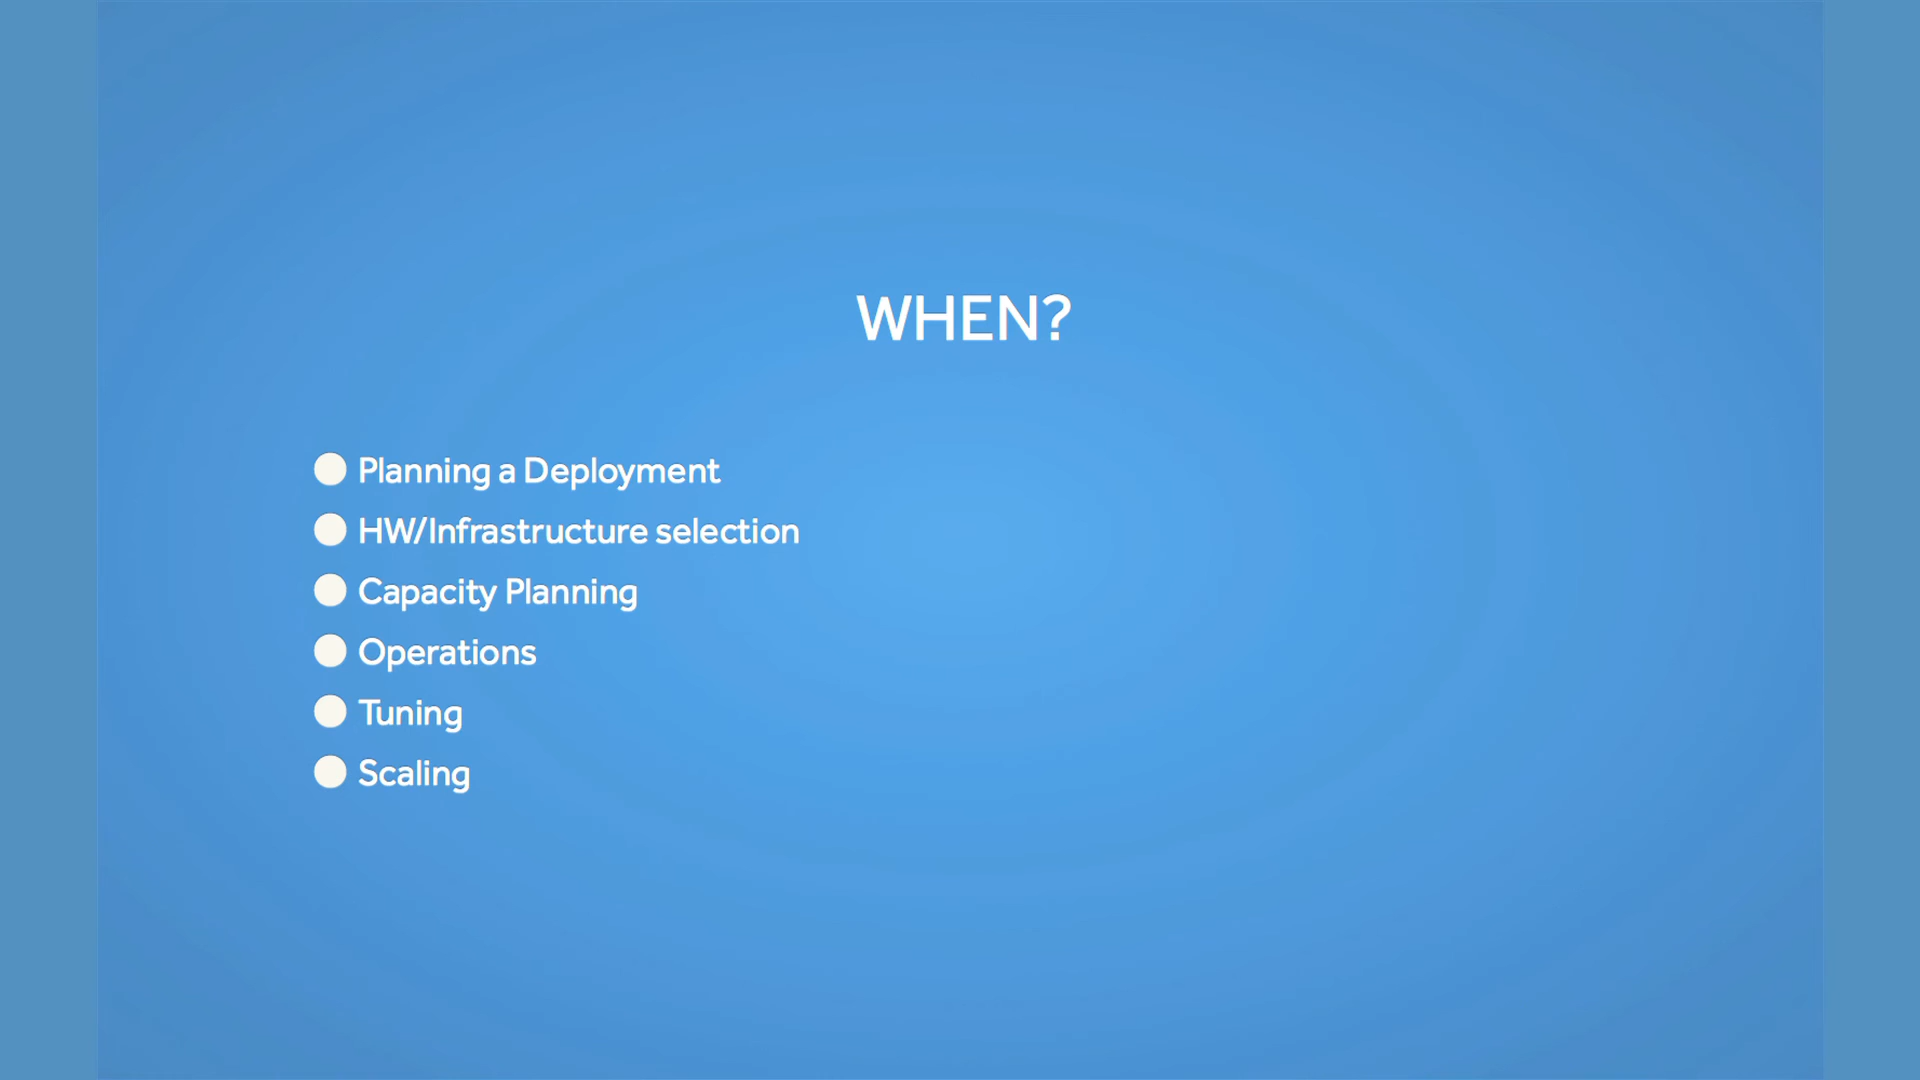 WHEN?
Planning a Deployment
HW/Infrastructure selection
Capacity Planning
Operations
Tuning
Scaling